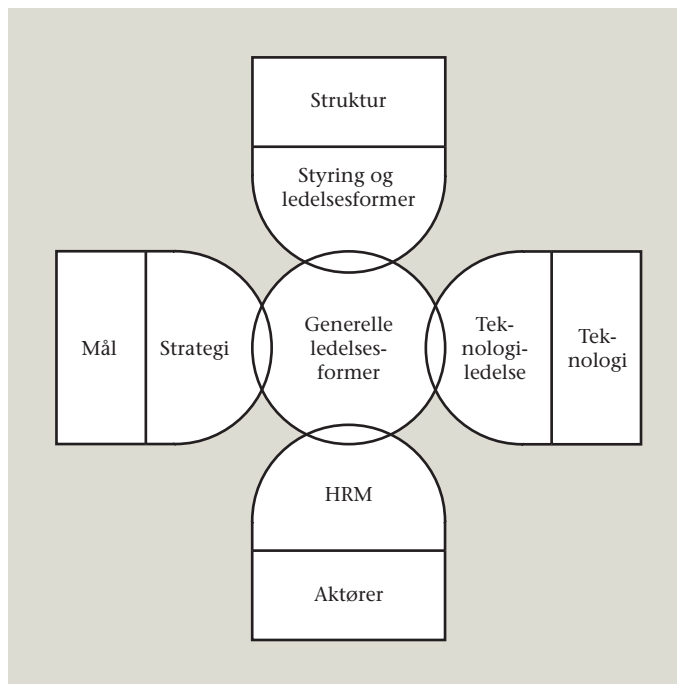 Struktur
Styring og
ledelsesformer
Mål
Strategi
Generelle
ledelses-
former
Tek-
nologi-
ledelse
Tek-
nologi
HRM
Aktører